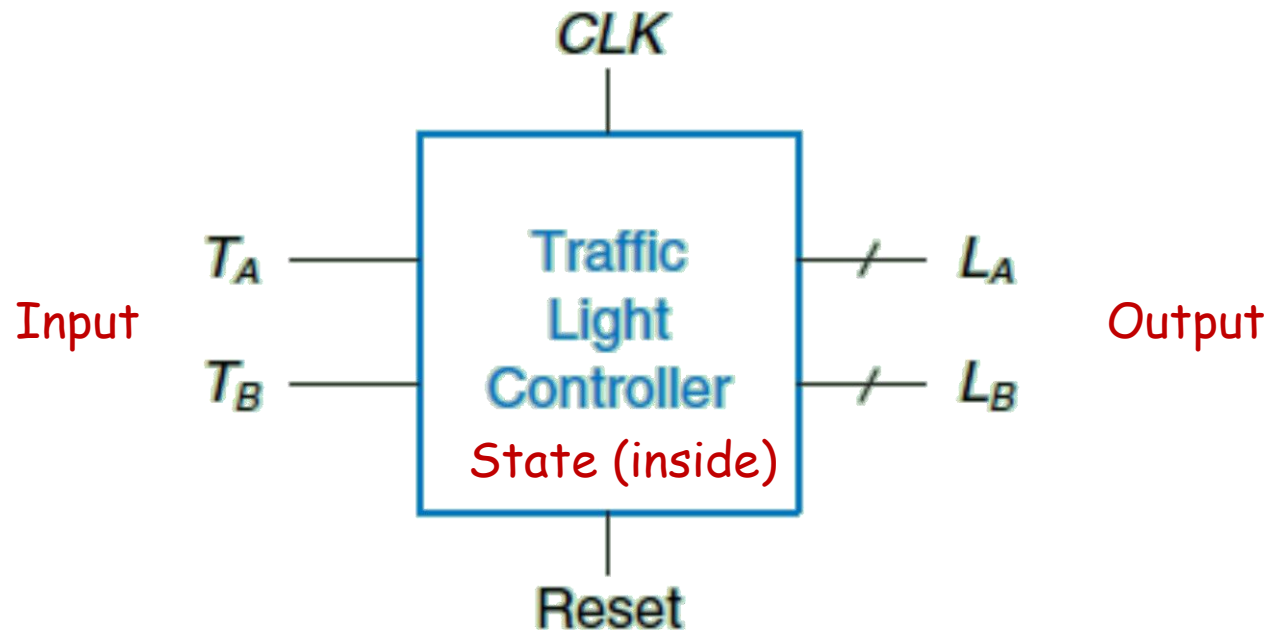 CLK
T_A
Traffic
L_A
Input
Light
Output
T_B
Controller
L_B
State (inside)
Reset